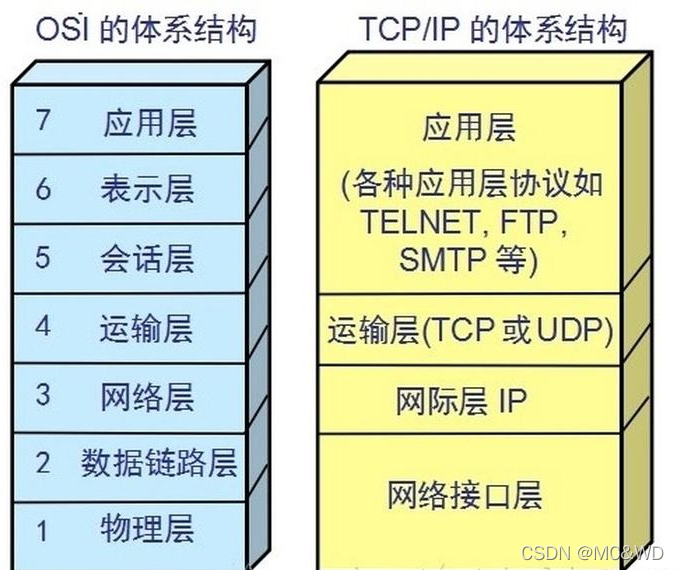 OSI 的体系结构
7 应用层
6 表示层
5 会话层
4 运输层
3 网络层
2 数据链路层
1 物理层
TCP/IP 的体系结构
应用层
(各种应用层协议如
TELNET, FTP,
SMTP 等)
运输层(TCP 或 UDP)
网际层 IP
网络接口层
CSDN @MC&WD